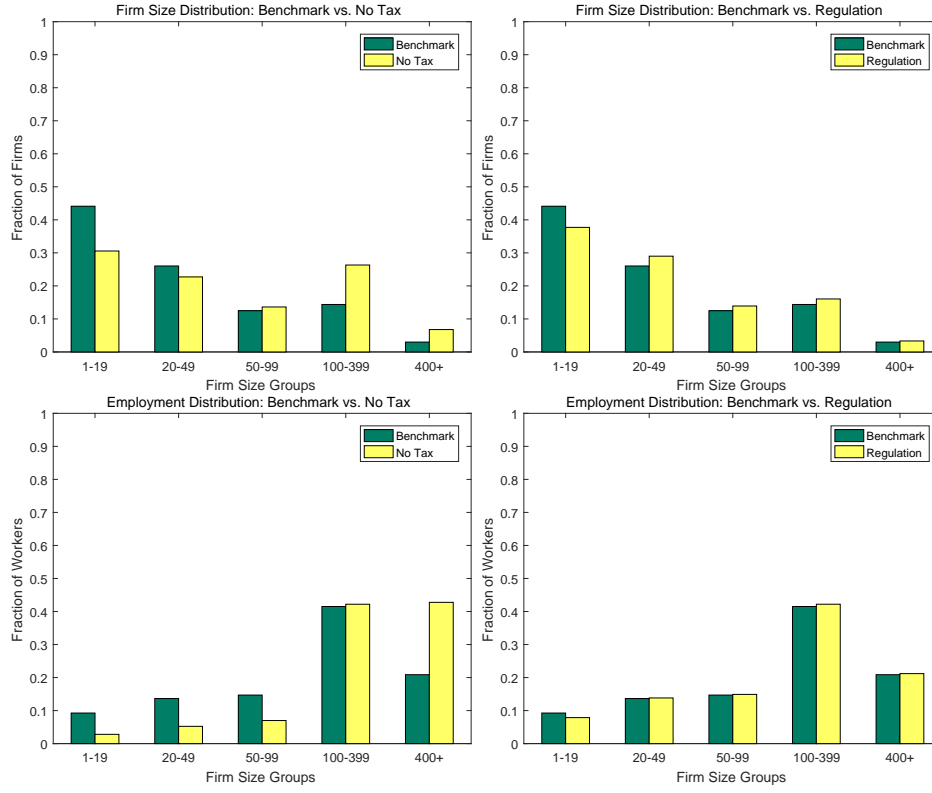 Firm Size Distribution: Benchmark vs. No Tax
1
0.9
0.8
0.7
0.6
0.5
0.4
0.3
0.2
0.1
0
Fraction of Firms
Benchmark
No Tax
1-19 20-49 50-99 100-399 400+
Firm Size Groups
Firm Size Distribution: Benchmark vs. Regulation
1
0.9
0.8
0.7
0.6
0.5
0.4
0.3
0.2
0.1
0
Fraction of Firms
Benchmark
Regulation
1-19 20-49 50-99 100-399 400+
Firm Size Groups
Employment Distribution: Benchmark vs. No Tax
1
0.9
0.8
0.7
0.6
0.5
0.4
0.3
0.2
0.1
0
Fraction of Workers
Benchmark
No Tax
1-19 20-49 50-99 100-399 400+
Firm Size Groups
Employment Distribution: Benchmark vs. Regulation
1
0.9
0.8
0.7
0.6
0.5
0.4
0.3
0.2
0.1
0
Fraction of Workers
Benchmark
Regulation
1-19 20-49 50-99 100-399 400+
Firm Size Groups